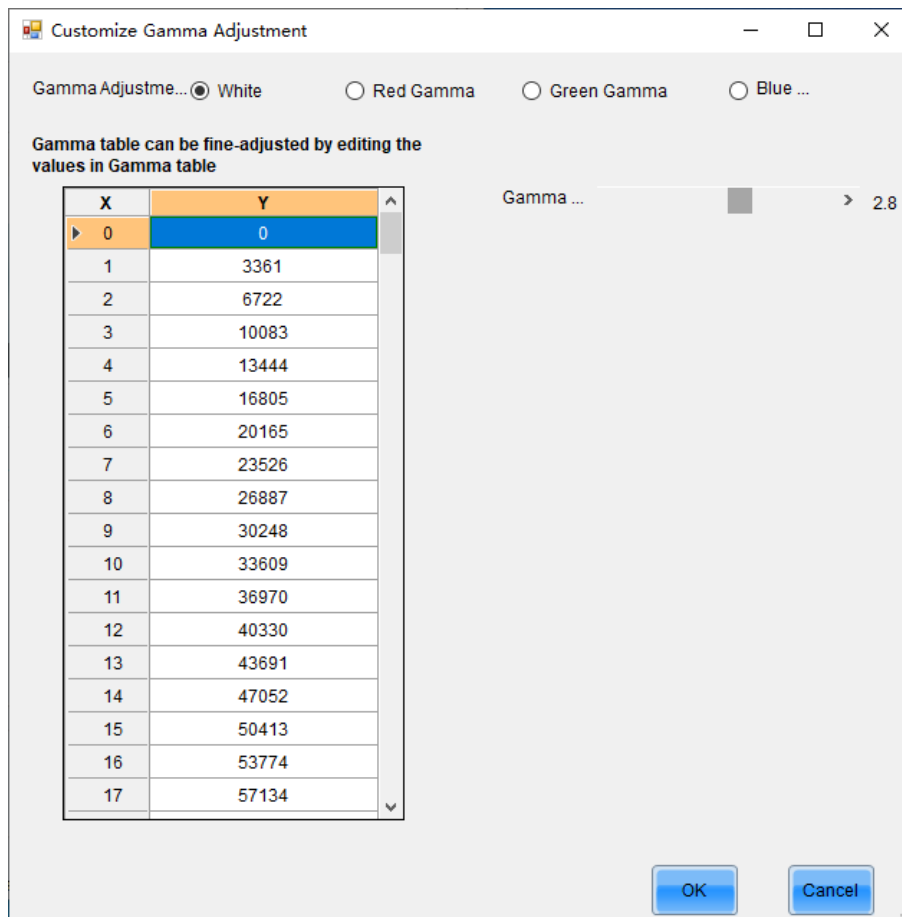 Customize Gamma Adjustment
Gamma Adjustme... White Red Gamma Green Gamma Blue ...
Gamma table can be fine-adjusted by editing the
values in Gamma table
Gamma ... 2.8
X Y
0 0
1 3361
2 6722
3 10083
4 13444
5 16805
6 20165
7 23526
8 26887
9 30248
10 33609
11 36970
12 40330
13 43691
14 47052
15 50413
16 53774
17 57134
OK Cancel